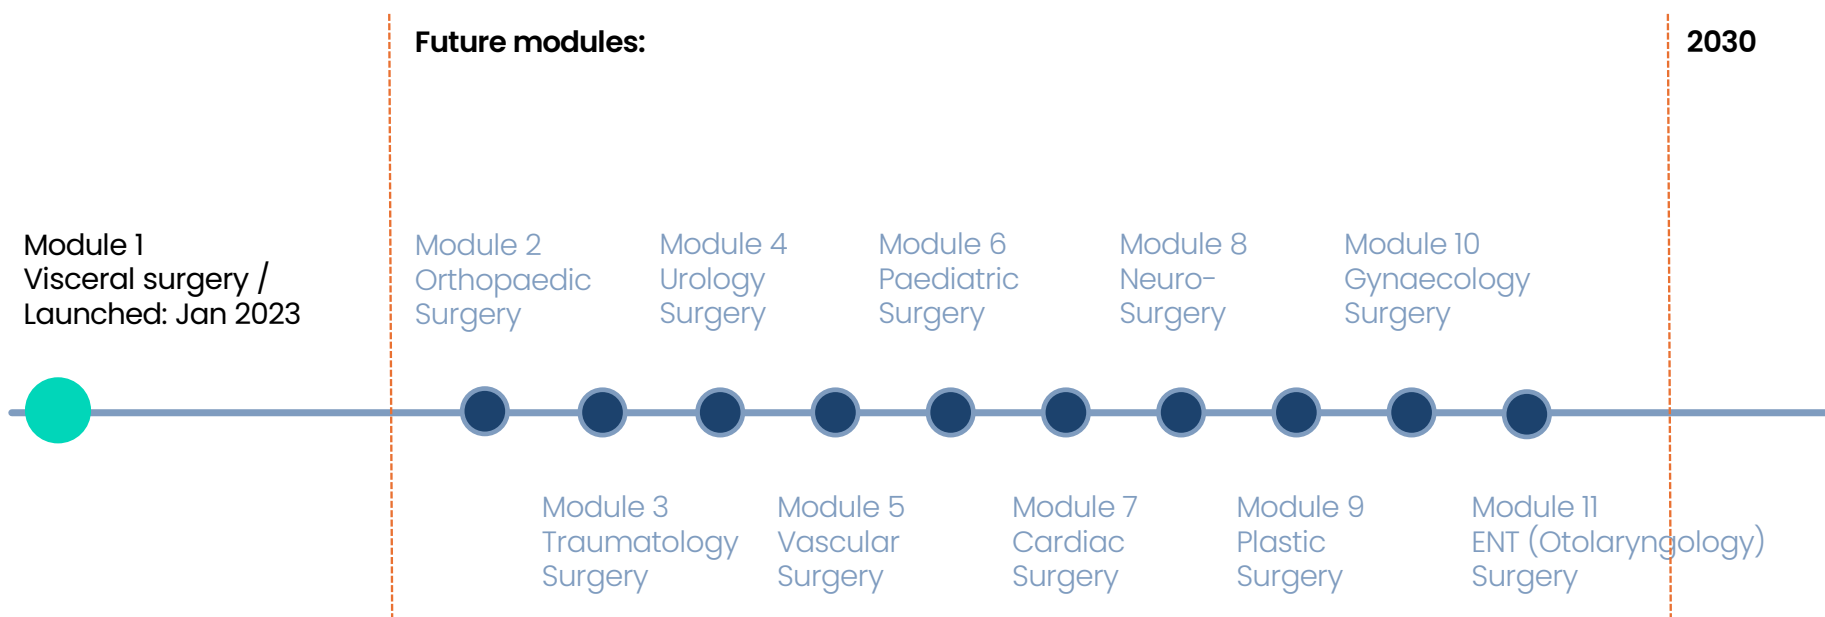 Future modules:
2030
Module 1
Visceral surgery /
Launched: Jan 2023
Module 2
Orthopaedic
Surgery
Module 4
Urology
Surgery
Module 6
Paediatric
Surgery
Module 8
Neuro-
Surgery
Module 10
Gynaecology
Surgery
Module 3
Traumatology
Surgery
Module 5
Vascular
Surgery
Module 7
Cardiac
Surgery
Module 9
Plastic
Surgery
Module 11
ENT (Otolaryngology)
Surgery